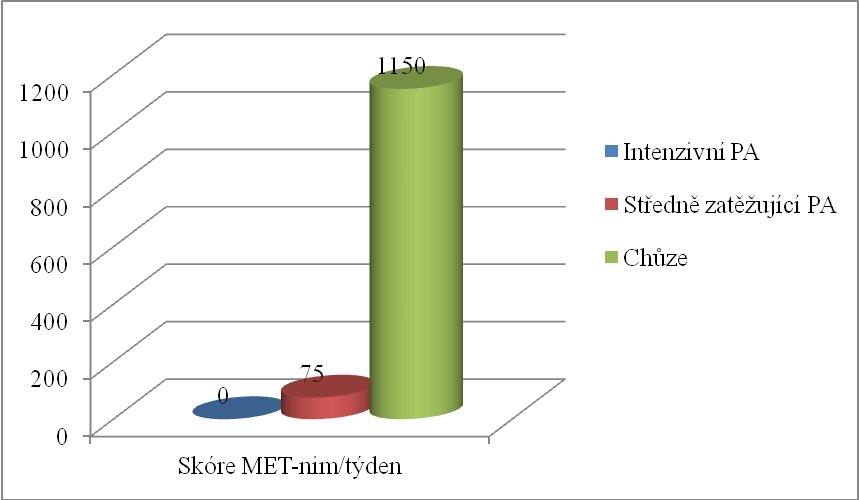 1200
1000
800
600
400
200
0
0
75
1150
Skóre MET-nim/týden
Intenzivní PA
Středně zatěžující PA
Chůze